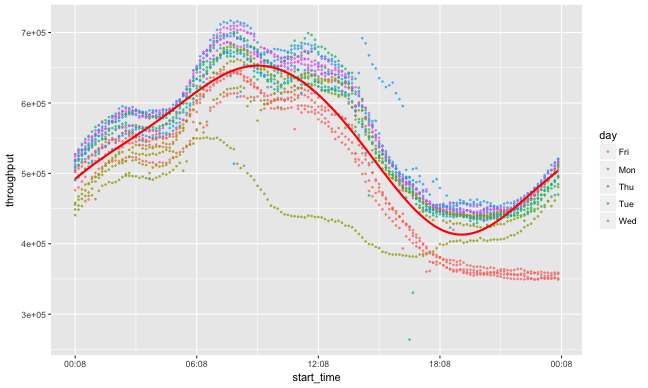 7e+05
6e+05
5e+05
4e+05
3e+05
throughput
00:08
06:08
12:08
18:08
00:08
start_time
day
Fri
Mon
Thu
Tue
Wed